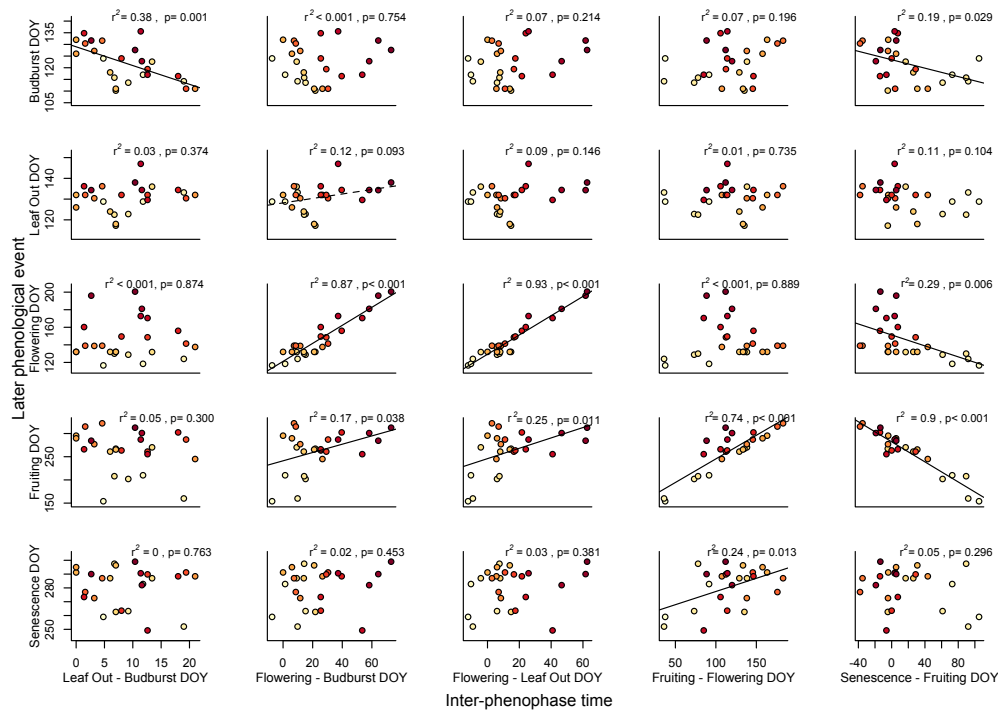 r2 = 0.38 , p= 0.001
r2 < 0.001 , p= 0.754
r2 = 0.07 , p= 0.214
r2 = 0.07 , p= 0.196
r2 = 0.19 , p= 0.029
Budburst DOY
105 120 135
r2 = 0.03 , p= 0.374
r2 = 0.12 , p= 0.093
r2 = 0.09 , p= 0.146
r2 = 0.01 , p= 0.735
r2 = 0.11 , p= 0.104
Leaf Out DOY
120 140
r2 < 0.001, p= 0.874
r2 = 0.87 , p< 0.001
r2 = 0.93, p< 0.001
r2 < 0.001 , p= 0.889
r2 = 0.29 , p= 0.006
Flowering DOY
120 160 200
Later phenological event
r2 = 0.05 , p= 0.300
r2 = 0.17 , p= 0.038
r2 = 0.25 , p= 0.011
r2 = 0.74, p< 0.001
r2 = 0.9 , p< 0.001
Fruiting DOY
150 250
r2 = 0 , p= 0.763
r2 = 0.02 , p= 0.453
r2 = 0.03 , p= 0.381
r2 = 0.24 , p= 0.013
r2 = 0.05 , p= 0.296
Senescence DOY
250 280
0 5 10 15 20
0 20 40 60
0 20 40 60
50 100 150
-40 0 40 80
Leaf Out - Budburst DOY
Flowering - Budburst DOY
Flowering - Leaf Out DOY
Fruiting - Flowering DOY
Senescence - Fruiting DOY
Inter-phenophase time